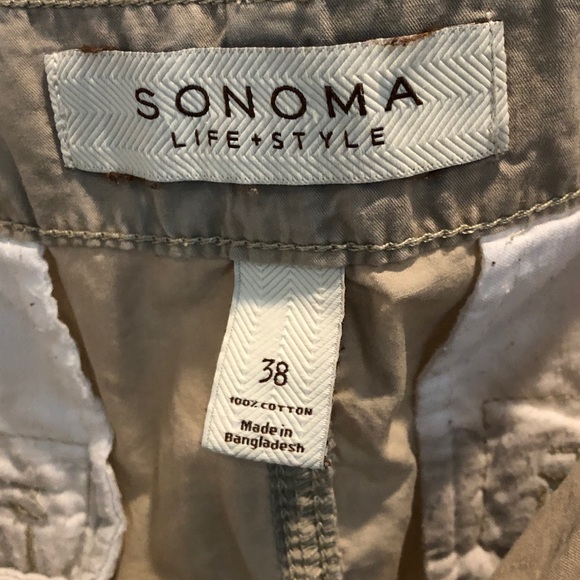 SONOMA
LIFE+STYLE
38
100% COTTON
Made in
Bangladesh